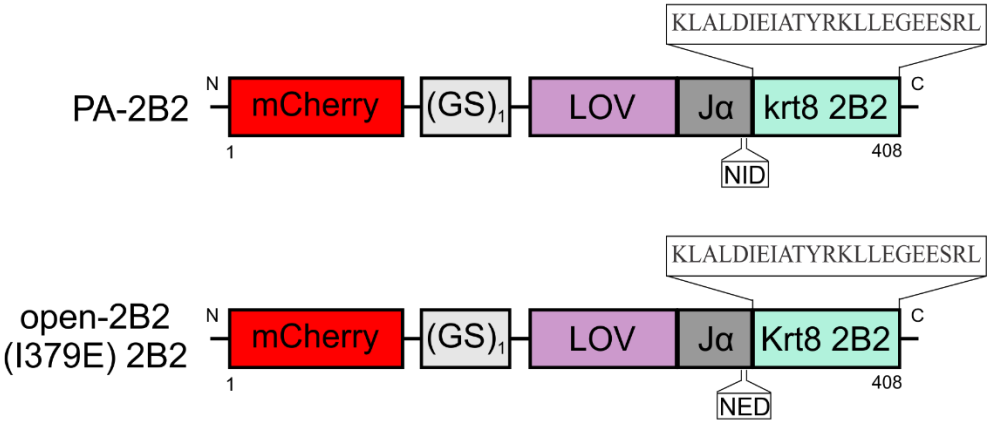 KLALDIEIATYRKLLEGEESRL
PA-2B2
N
mCherry
(GS)1
LOV
Jα
krt8 2B2
C
1
408
NID
KLALDIEIATYRKLLEGEESRL
open-2B2
(I379E) 2B2
N
mCherry
(GS)1
LOV
Jα
Krt8 2B2
C
1
408
NED